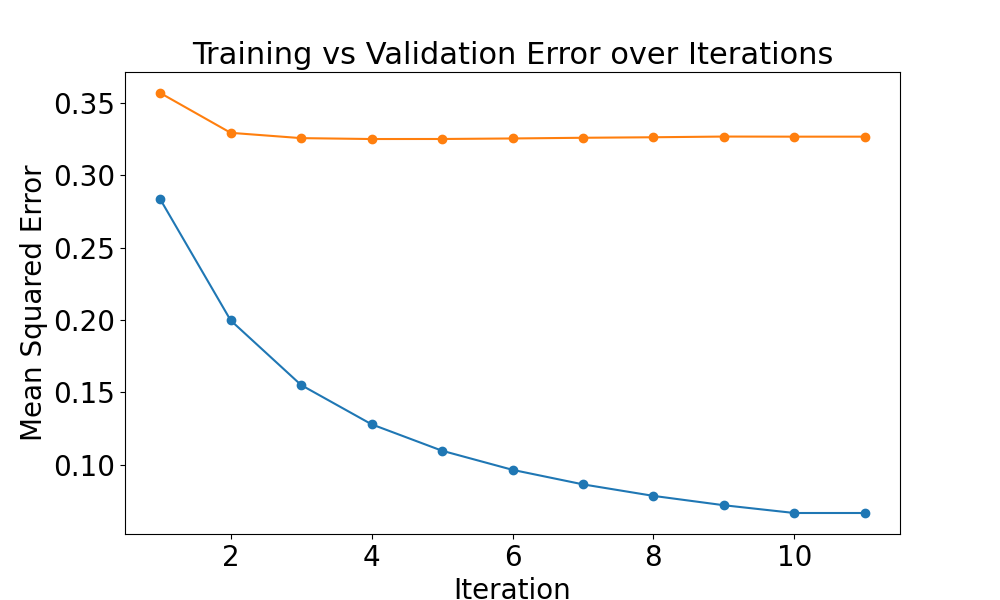 Training vs Validation Error over Iterations
Mean Squared Error
0.35
0.30
0.25
0.20
0.15
0.10
2 4 6 8 10
Iteration